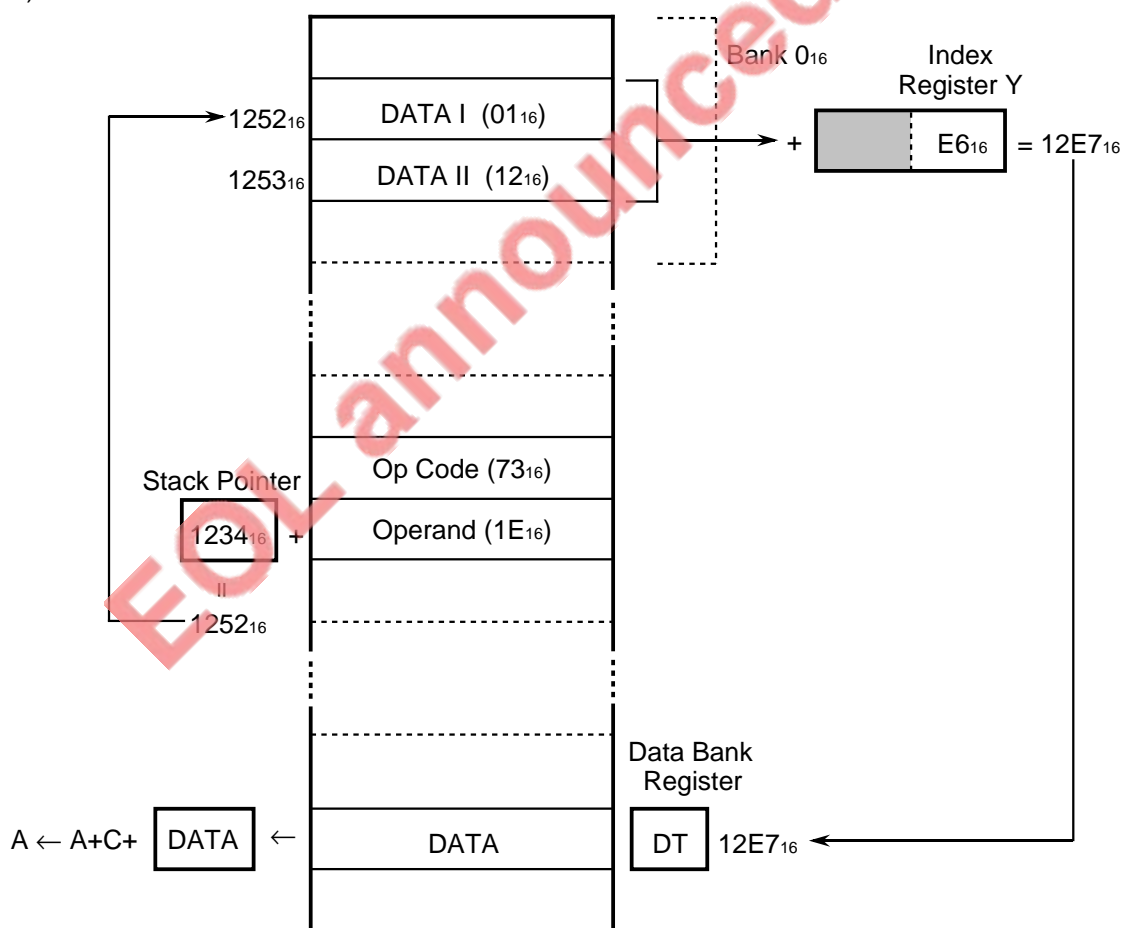 Bank 0₁₆
Index
Register Y
1252₁₆
DATA I (01₁₆)
+
E6₁₆
= 12E7₁₆
1253₁₆
DATA II (12₁₆)
Op Code (73₁₆)
Stack Pointer
1234₁₆
+
Operand (1E₁₆)
=
1252₁₆
Data Bank
Register
A ← A+C+
DATA
←
DATA
DT
12E7₁₆
EOL announced